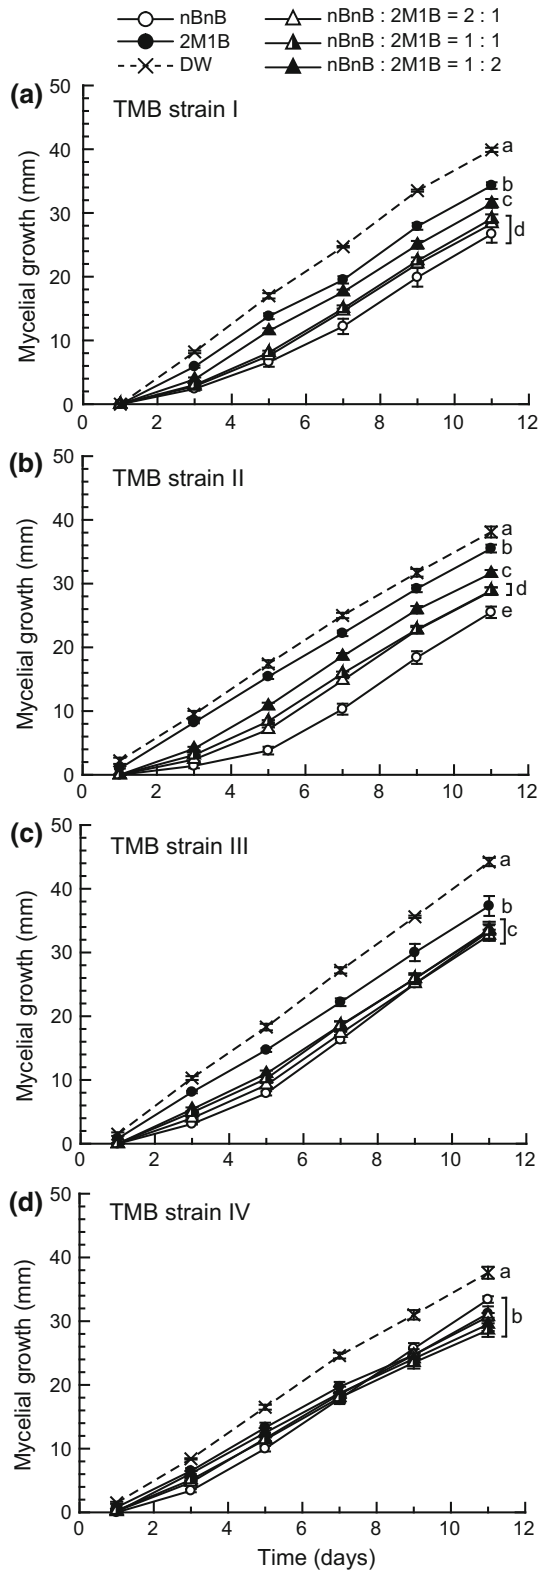 nBnB
2M1B
DW
nBnB : 2M1B = 2 : 1
nBnB : 2M1B = 1 : 1
nBnB : 2M1B = 1 : 2
(a)
TMB strain I
Mycelial growth (mm)
50
40
30
20
10
0
a
b
c
d
0 2 4 6 8 10 12
(b)
TMB strain II
Mycelial growth (mm)
50
40
30
20
10
0
a
b
c
d
e
0 2 4 6 8 10 12
(c)
TMB strain III
Mycelial growth (mm)
50
40
30
20
10
0
a
b
c
0 2 4 6 8 10 12
(d)
TMB strain IV
Mycelial growth (mm)
50
40
30
20
10
0
a
b
0 2 4 6 8 10 12
Time (days)